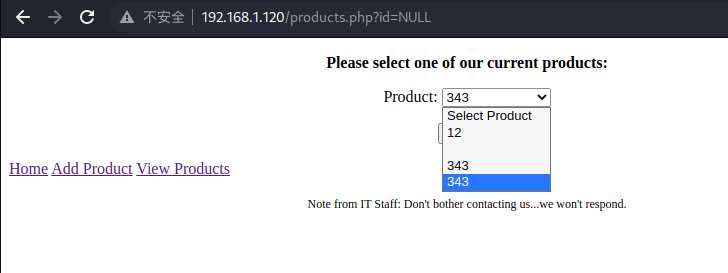 不安全 192.168.1.120/products.php?id=NULL
Please select one of our current products:
Product: 343
Select Product
12
343
343
Home Add Product View Products
Note from IT Staff: Don't bother contacting us...we won't respond.